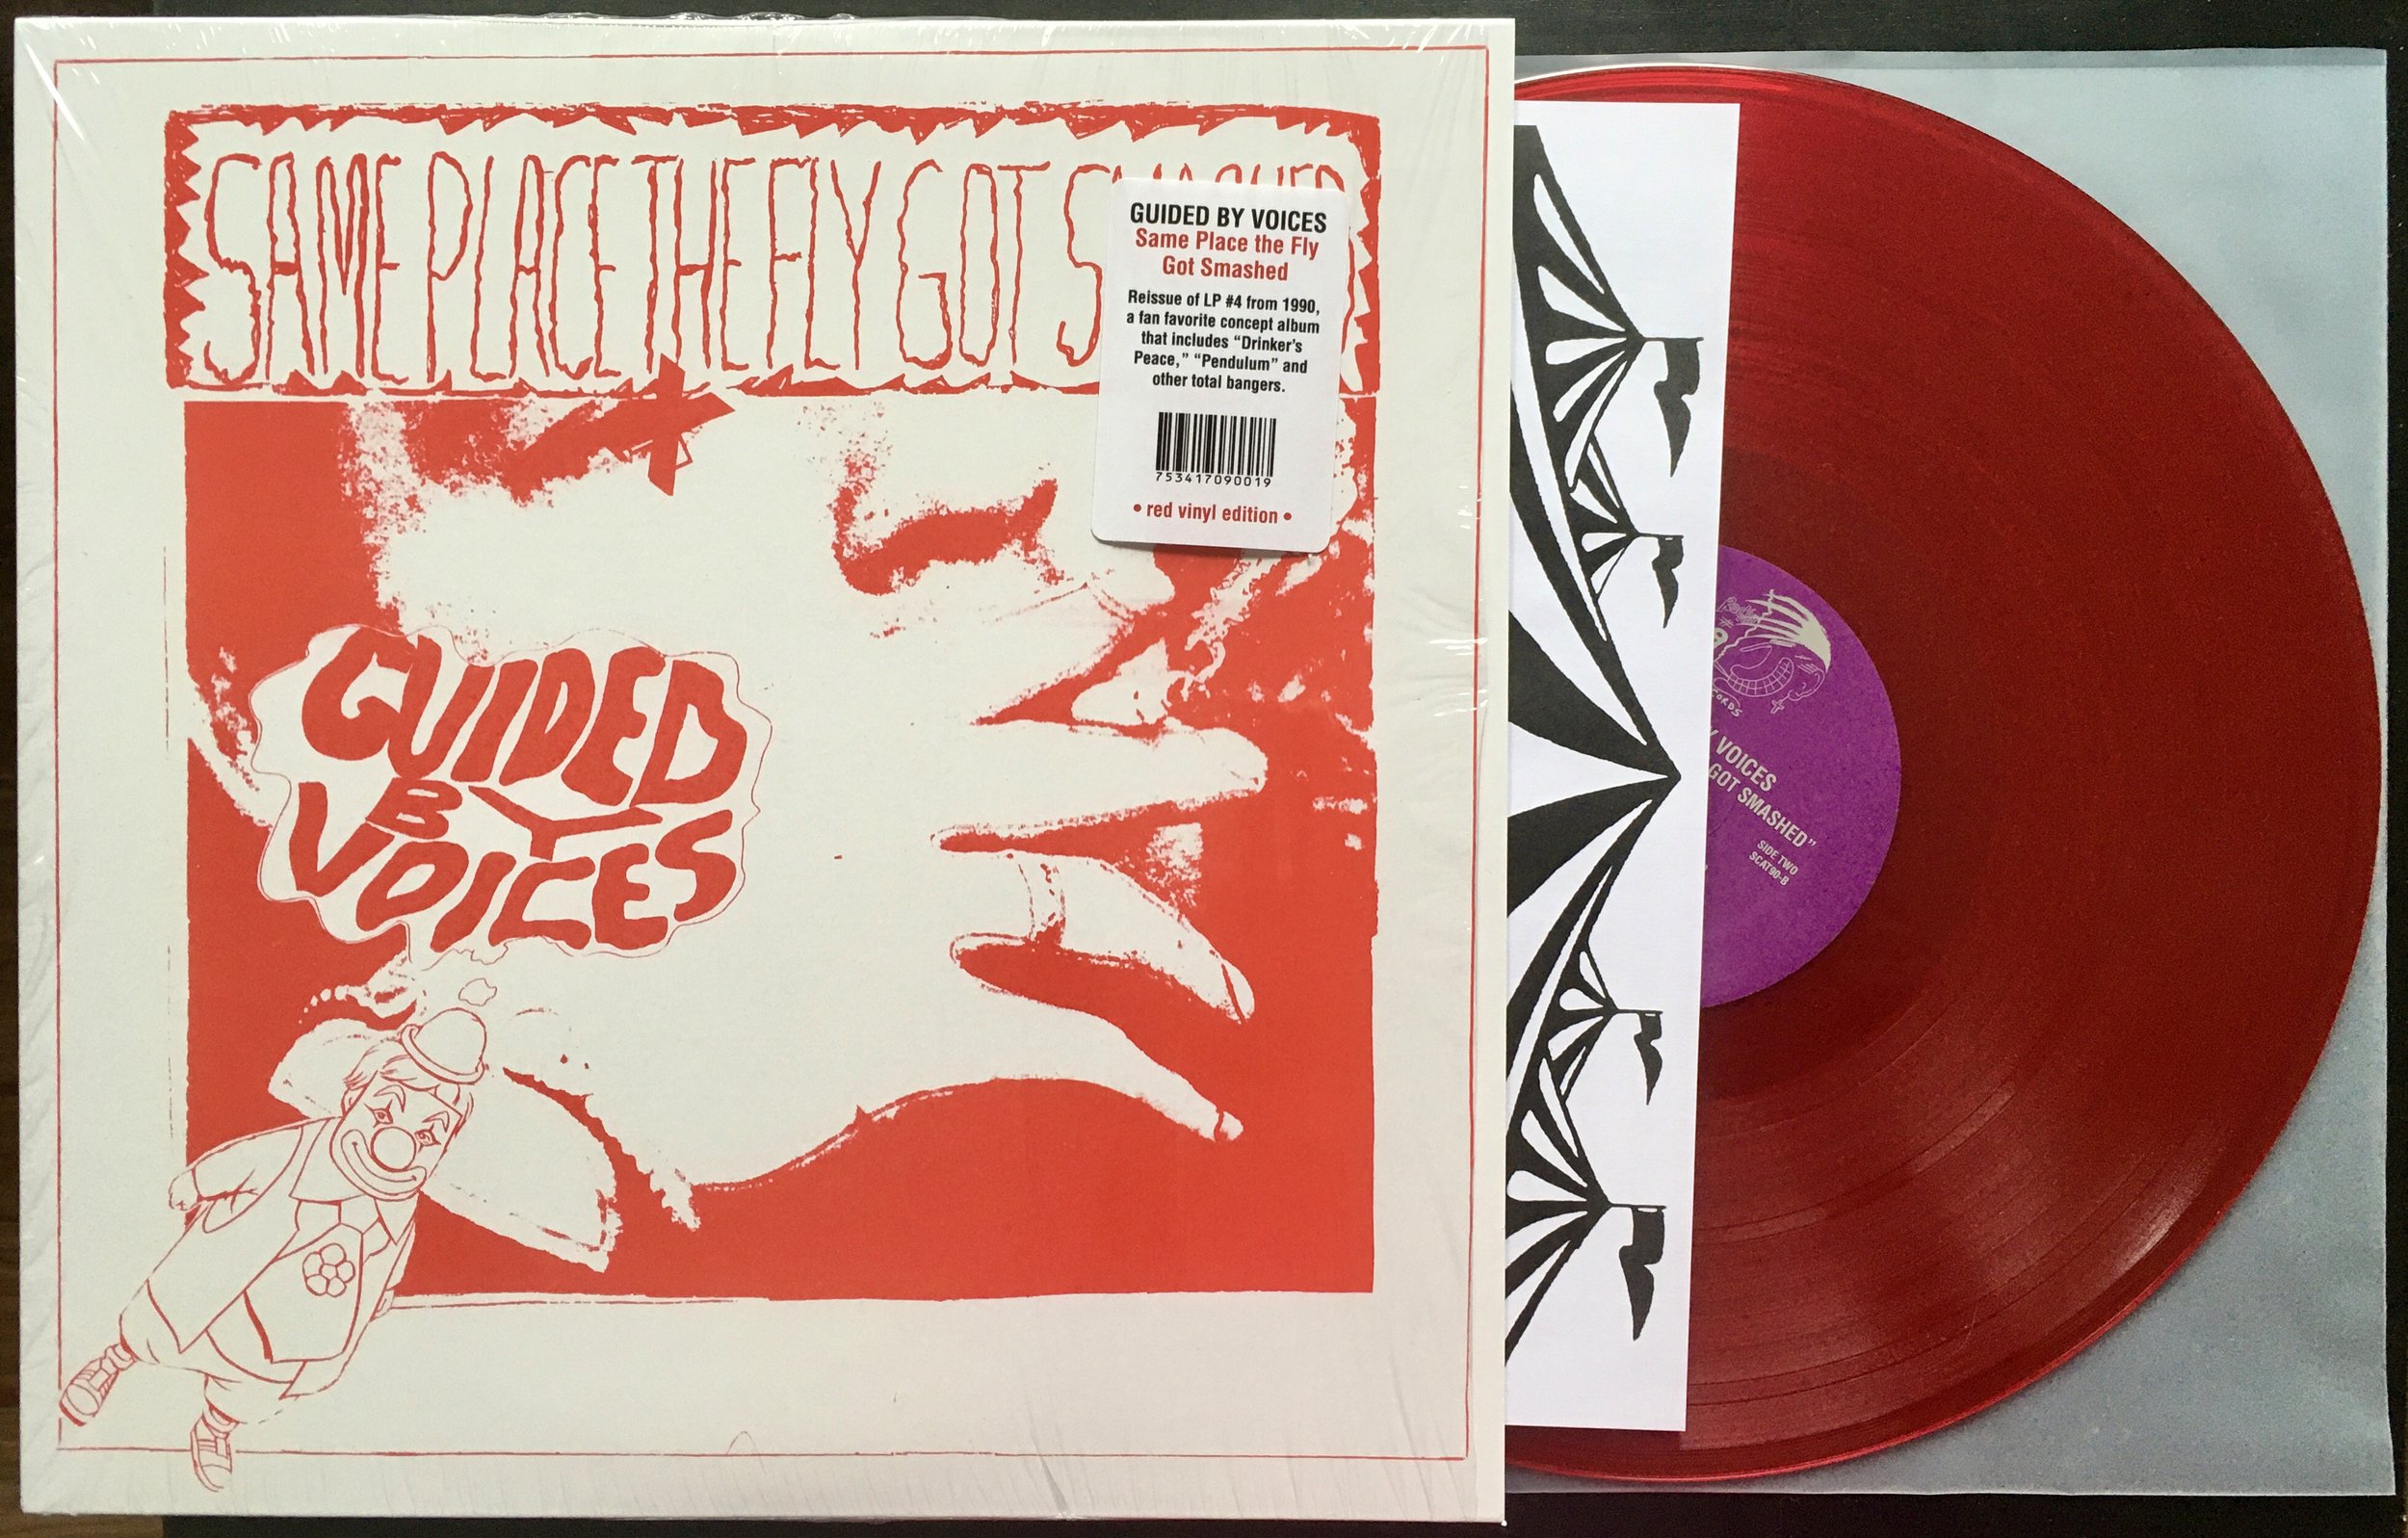 SAME PLACE THE FLY GOT SMASHED
GUIDED BY VOICES
Same Place the Fly
Got Smashed
Reissue of LP #4 from 1990,
a fan favorite concept album
that includes “Drinker’s
Peace,” “Pendulum” and
other total bangers.
753417090019
• red vinyl edition •
GUIDED
BY
VOICES
VOICES
GOT SMASHED”
SIDE TWO
SCAT 90-B